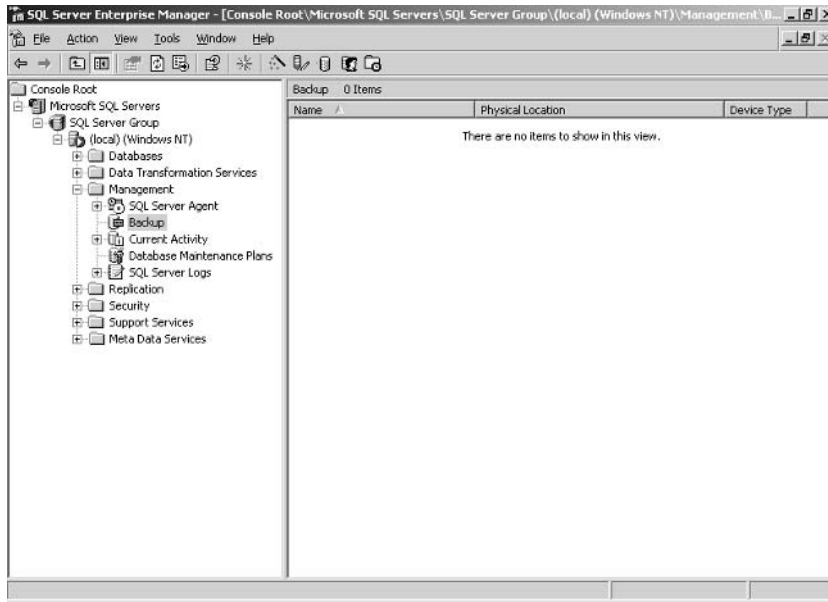 SQL Server Enterprise Manager - [Console Root\Microsoft SQL Servers\SQL Server Group\(local) (Windows NT)\Management\B...
File Action View Tools Window Help
Console Root
Microsoft SQL Servers
SQL Server Group
(local) (Windows NT)
Databases
Data Transformation Services
Management
SQL Server Agent
Backup
Current Activity
Database Maintenance Plans
SQL Server Logs
Replication
Security
Support Services
Meta Data Services
Backup 0 Items
Name Physical Location Device Type
There are no items to show in this view.